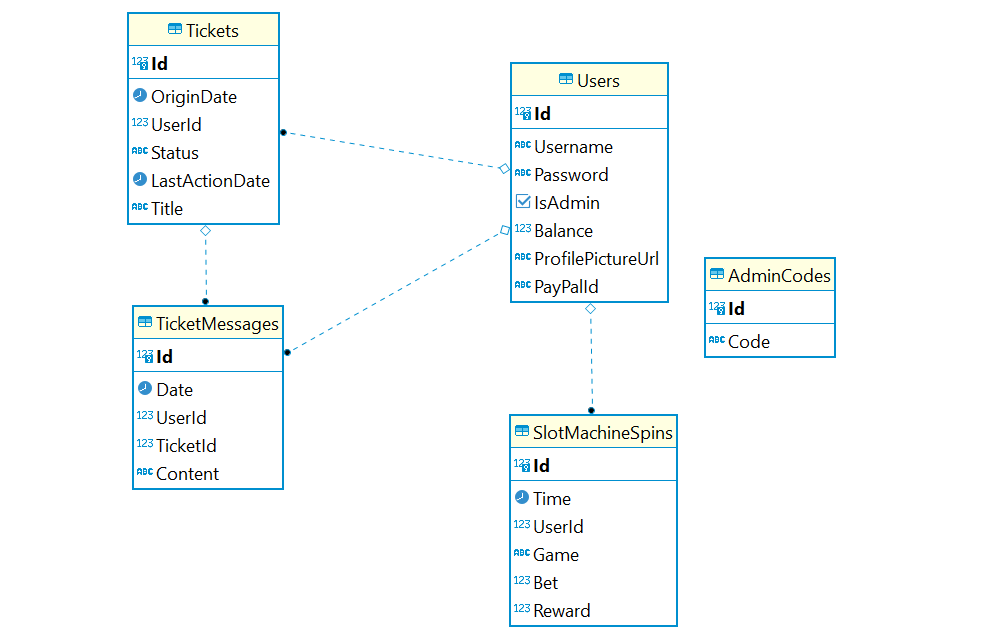 Tickets
123 Id
OriginDate
123 UserId
ABC Status
LastActionDate
ABC Title
Users
123 Id
ABC Username
ABC Password
IsAdmin
123 Balance
ABC ProfilePictureUrl
ABC PayPalId
AdminCodes
123 Id
ABC Code
TicketMessages
123 Id
Date
123 UserId
123 TicketId
ABC Content
SlotMachineSpins
123 Id
Time
123 UserId
ABC Game
123 Bet
123 Reward